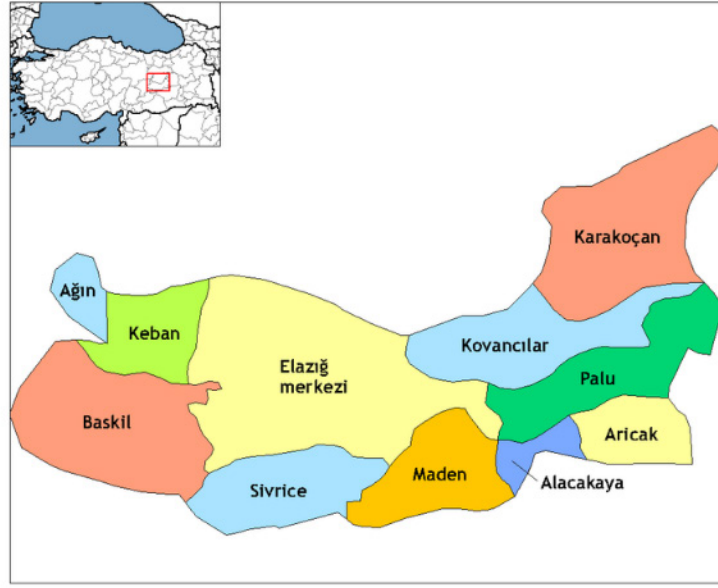 Karakoçan
Ağın
Keban
Kovancılar
Elazığ
merkezi
Palu
Baskil
Aricak
Maden
Alacakaya
Sivrice